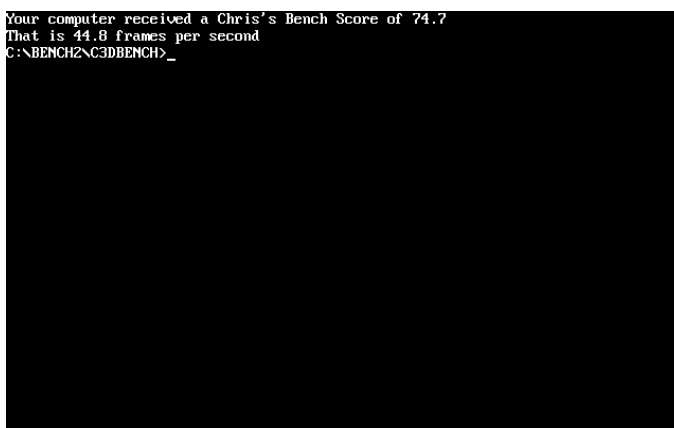 Your computer received a Chris's Bench Score of 74.7
That is 44.8 frames per second
C:\BENCH2\C3DBENCH>_